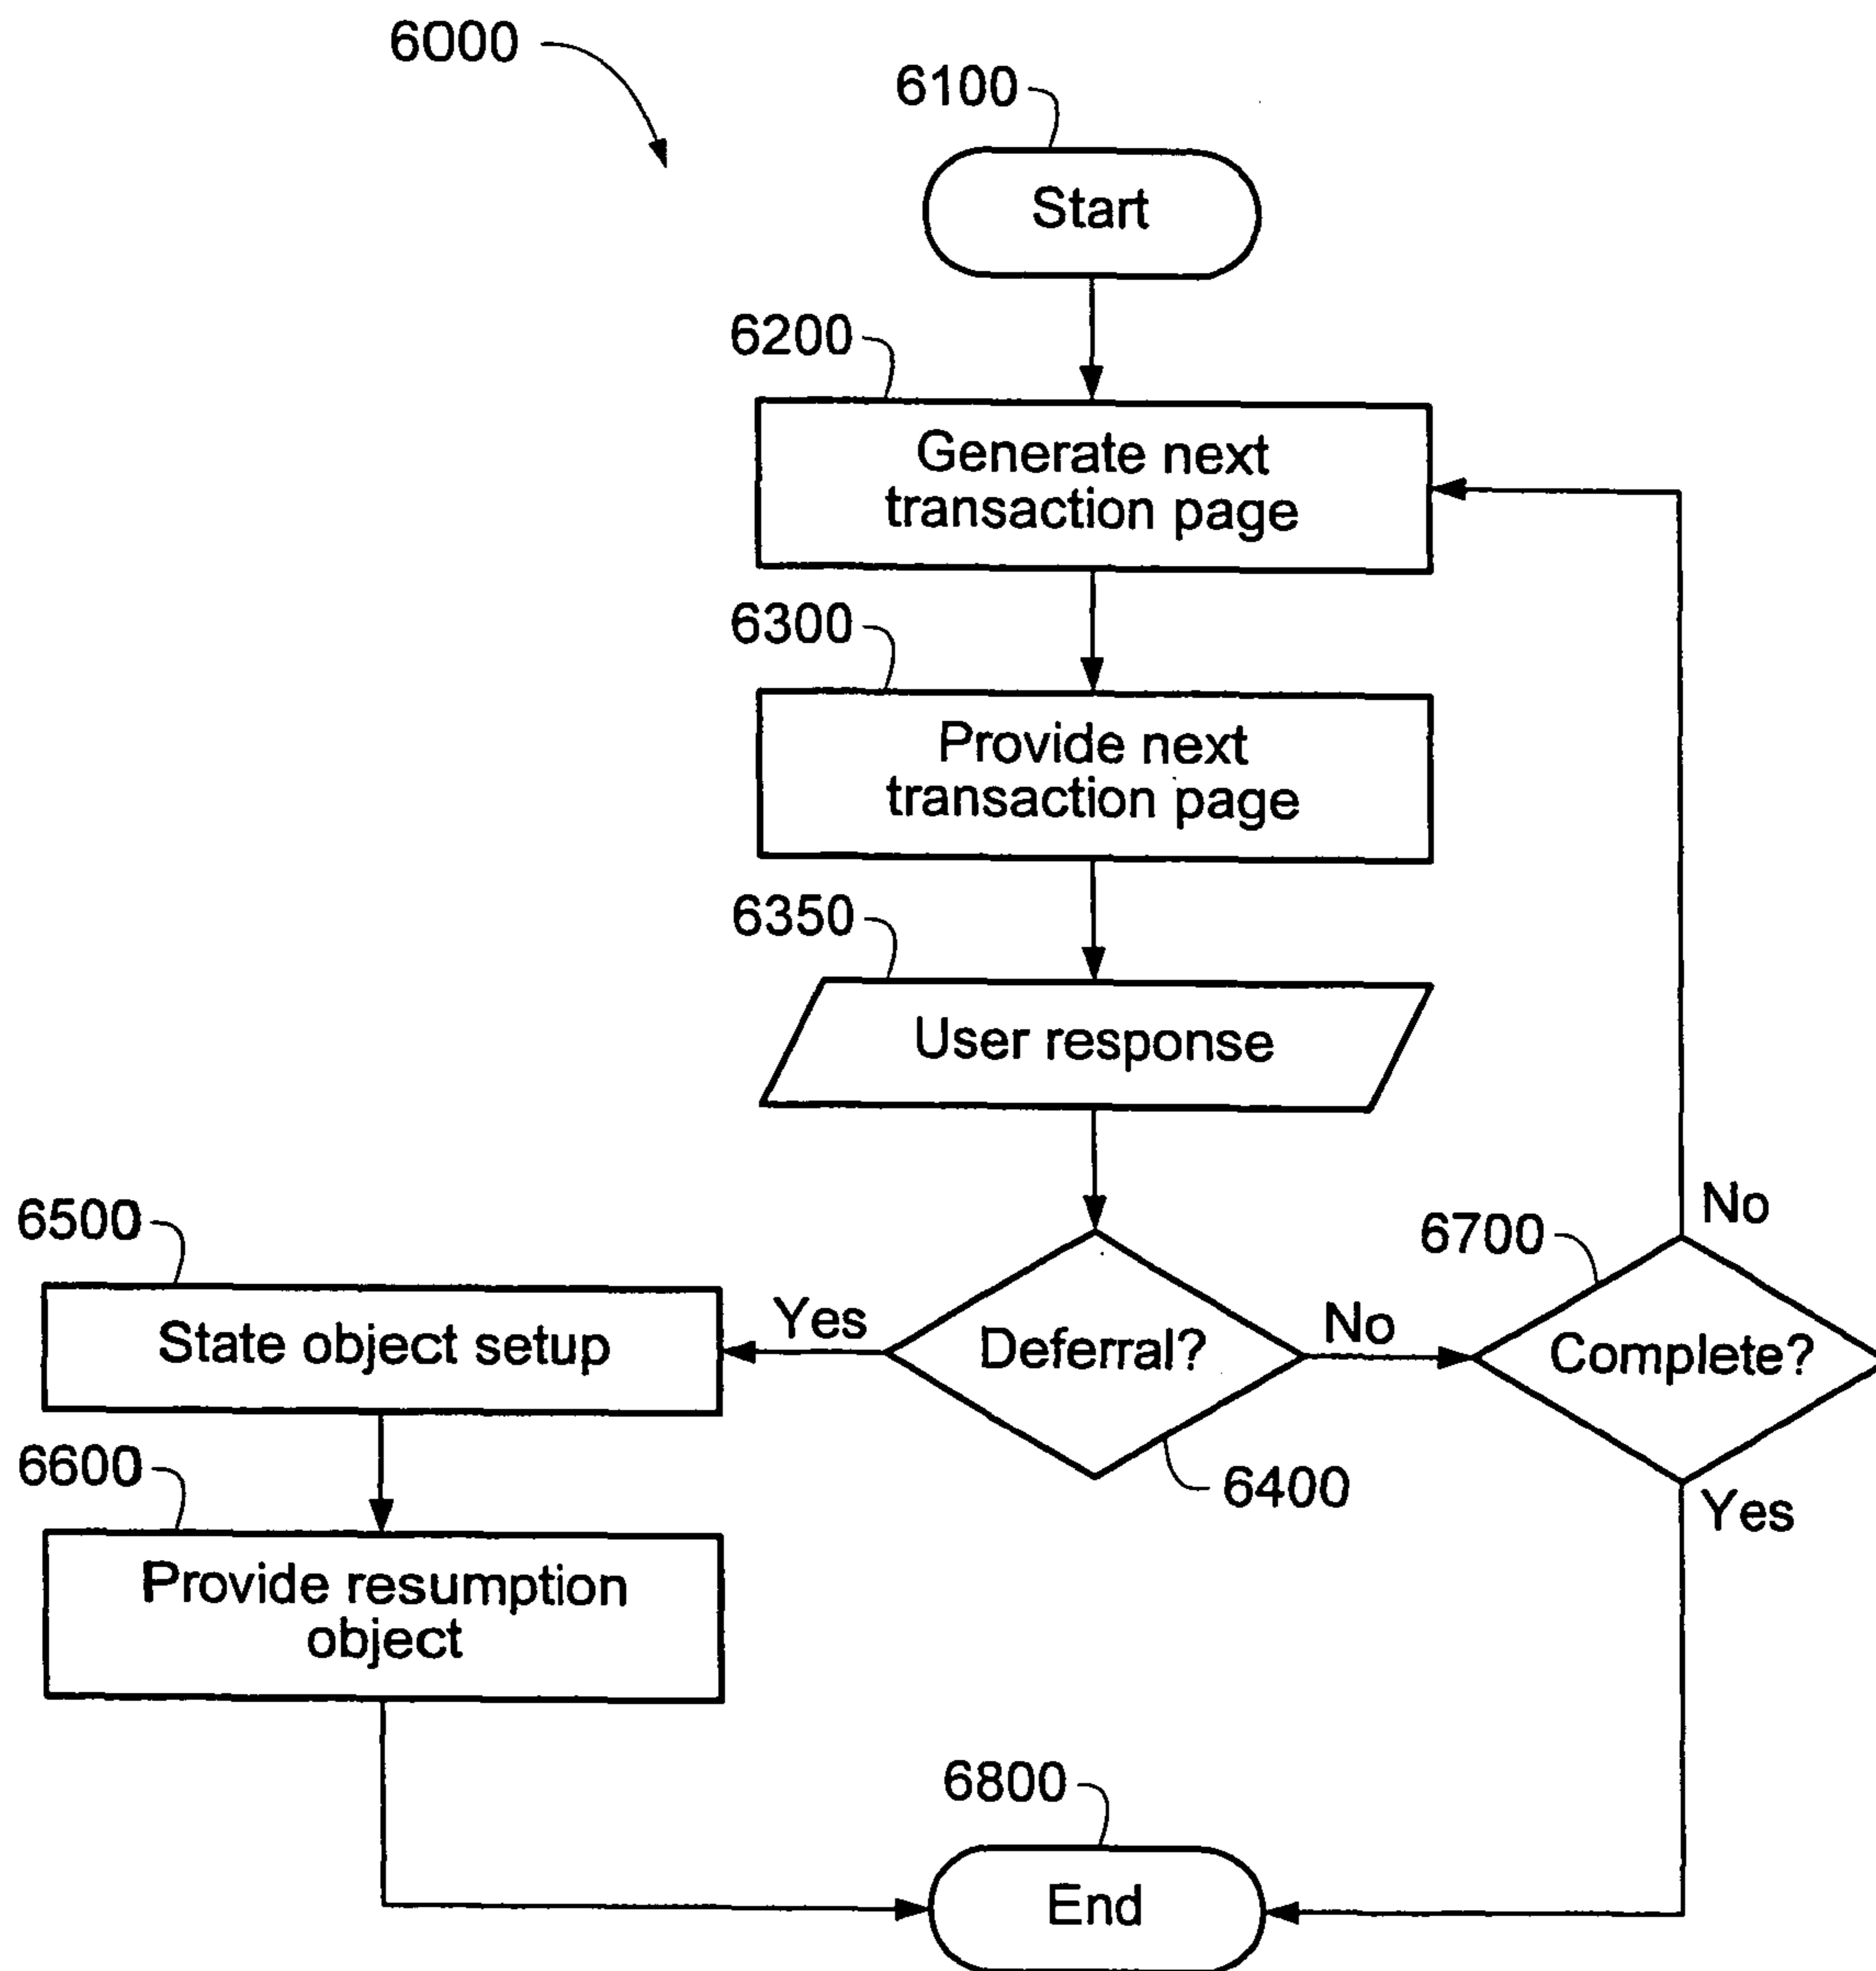 6000
6100
Start
6200
Generate next
transaction page
6300
Provide next
transaction page
6350
User response
6500
State object setup
Yes
Deferral?
No
6400
6700
Complete?
No
Yes
6600
Provide resumption
object
6800
End